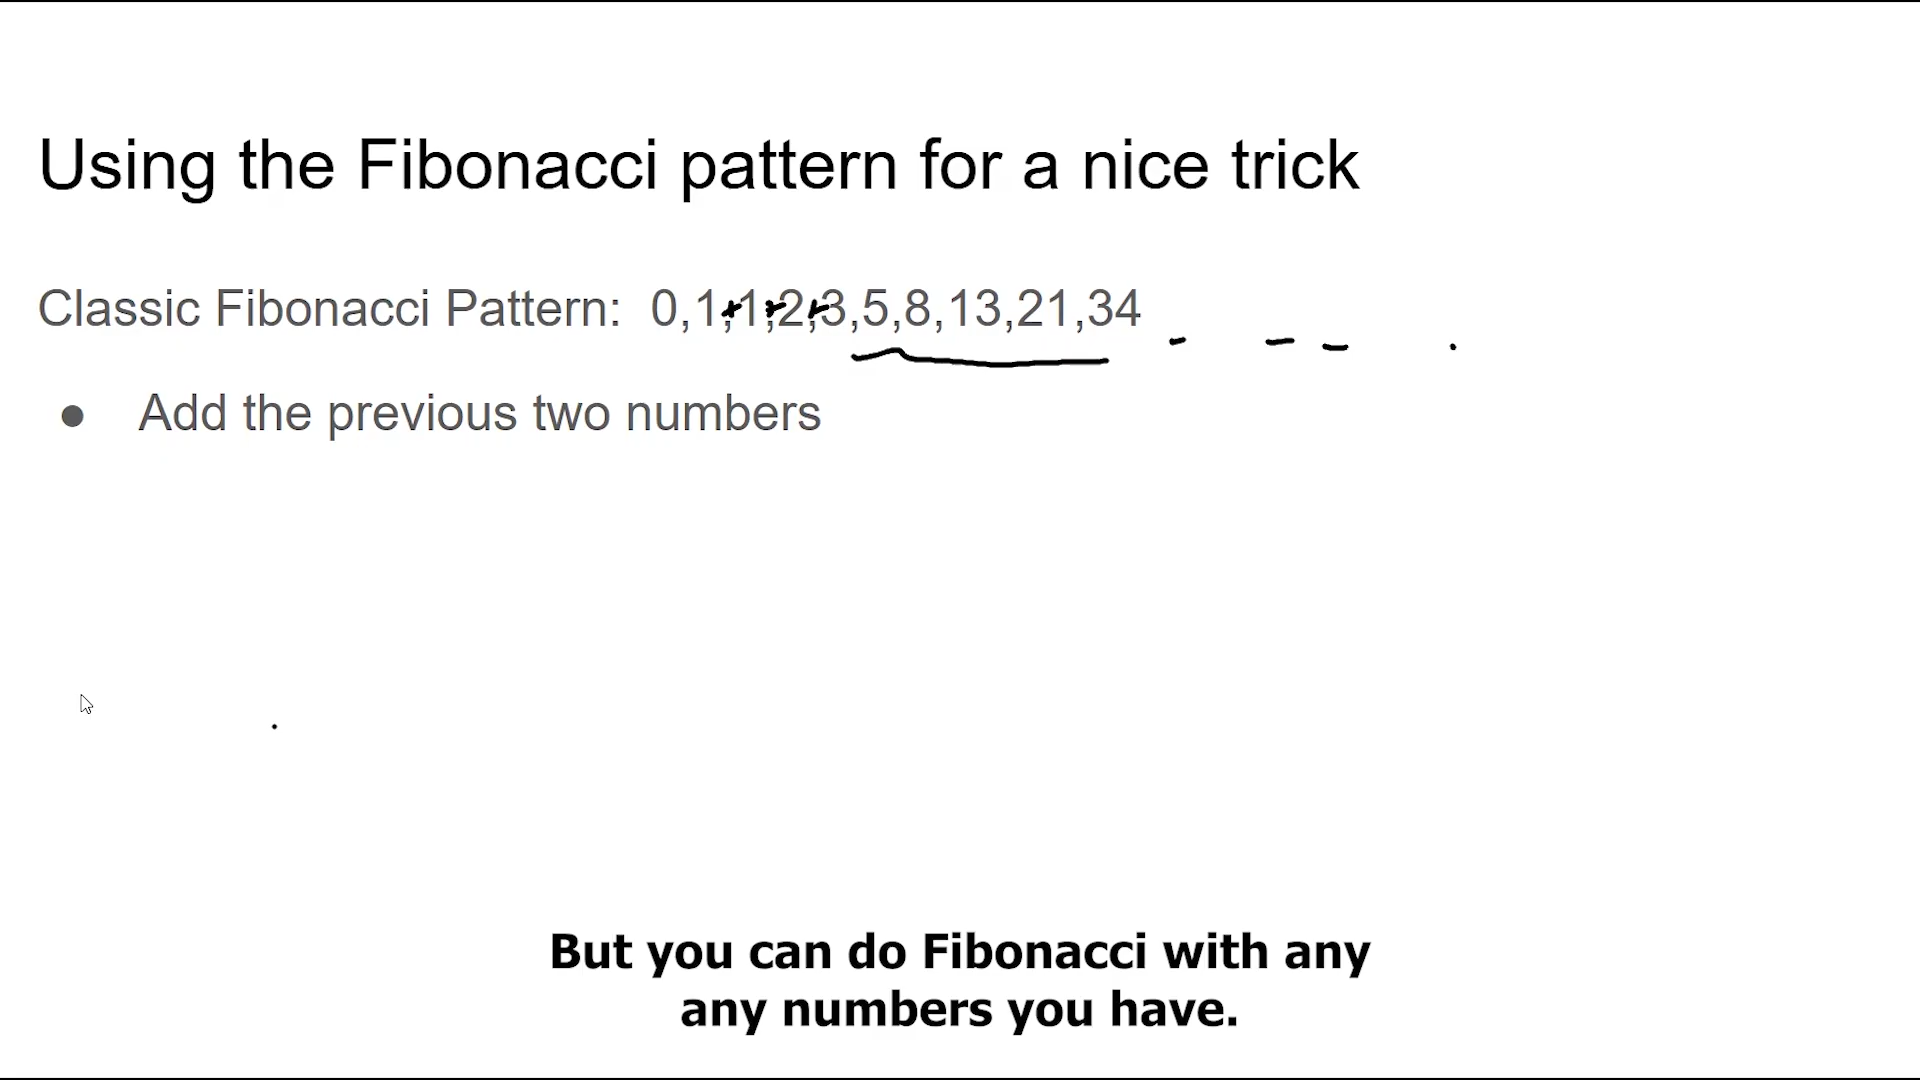 Using the Fibonacci pattern for a nice trick
Classic Fibonacci Pattern: 0,1,1,2,3,5,8,13,21,34
● Add the previous two numbers
But you can do Fibonacci with any
any numbers you have.